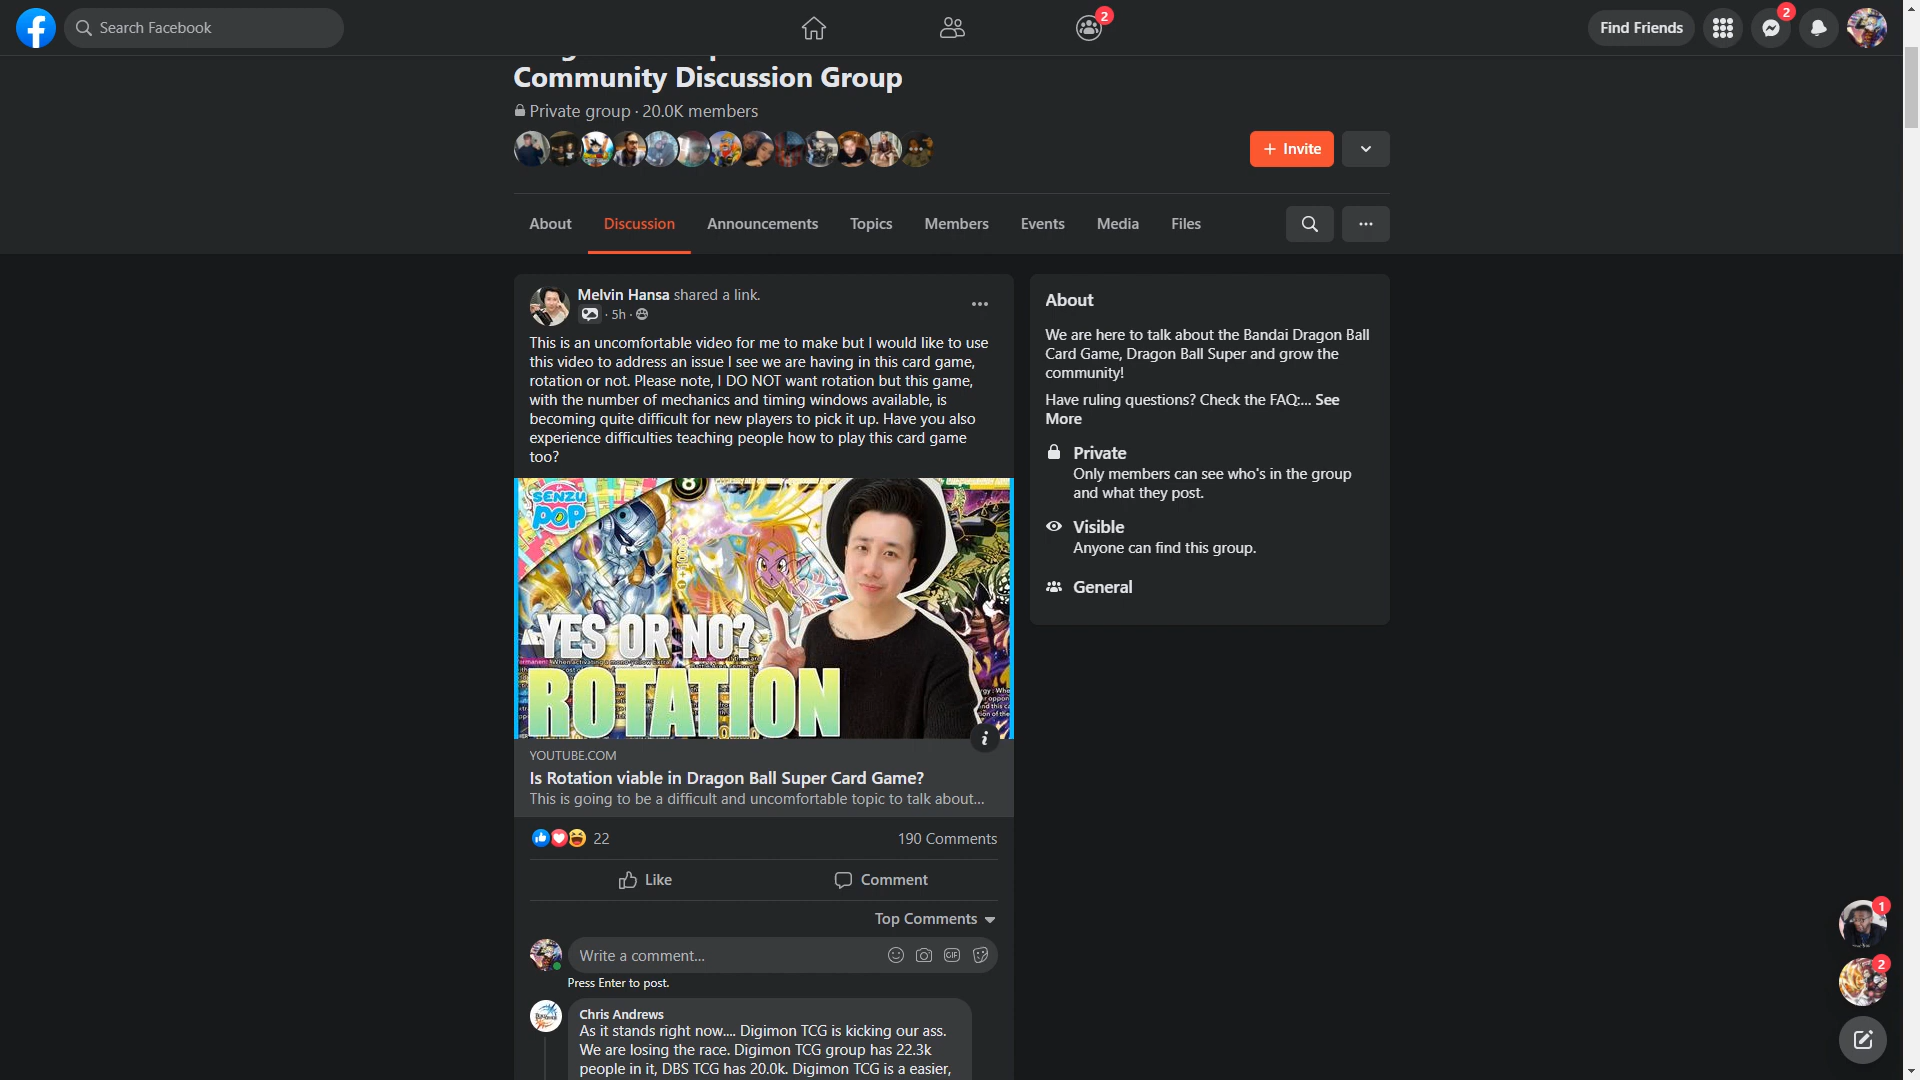 Search Facebook
2
Find Friends
2
Community Discussion Group
Private group · 20.0K members
+ Invite
About
Discussion
Announcements
Topics
Members
Events
Media
Files
Melvin Hansa shared a link.
· 5h ·
This is an uncomfortable video for me to make but I would like to use
this video to address an issue I see we are having in this card game,
rotation or not. Please note, I DO NOT want rotation but this game,
with the number of mechanics and timing windows available, is
becoming quite difficult for new players to pick it up. Have you also
experience difficulties teaching people how to play this card game
too?
SENZU
POP
8
YES OR NO?
ROTATION
YOUTUBE.COM
Is Rotation viable in Dragon Ball Super Card Game?
This is going to be a difficult and uncomfortable topic to talk about...
22
190 Comments
Like
Comment
Top Comments
Write a comment...
GIF
Press Enter to post.
Chris Andrews
As it stands right now.... Digimon TCG is kicking our ass.
We are losing the race. Digimon TCG group has 22.3k
people in it, DBS TCG has 20.0k. Digimon TCG is a easier,
About
We are here to talk about the Bandai Dragon Ball
Card Game, Dragon Ball Super and grow the
community!
Have ruling questions? Check the FAQ:... See
More
Private
Only members can see who's in the group
and what they post.
Visible
Anyone can find this group.
General
1
2